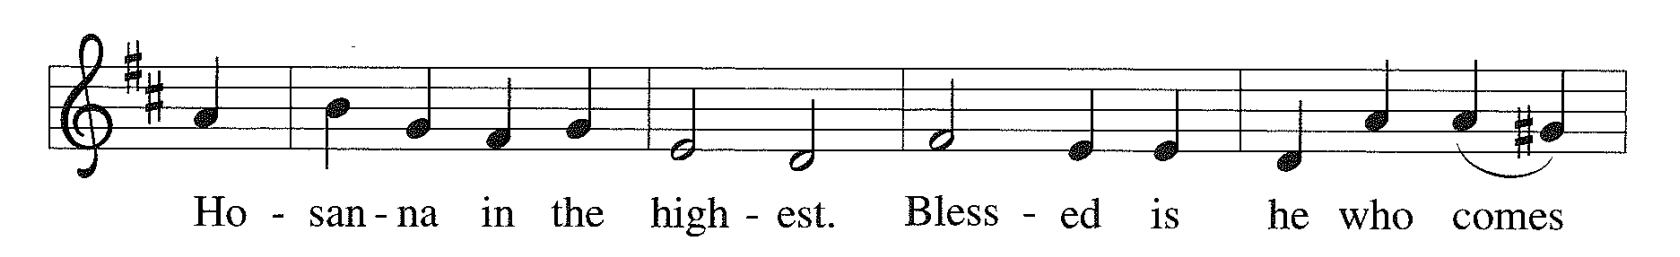 Ho - san - na in the high - est. Bless - ed is he who comes